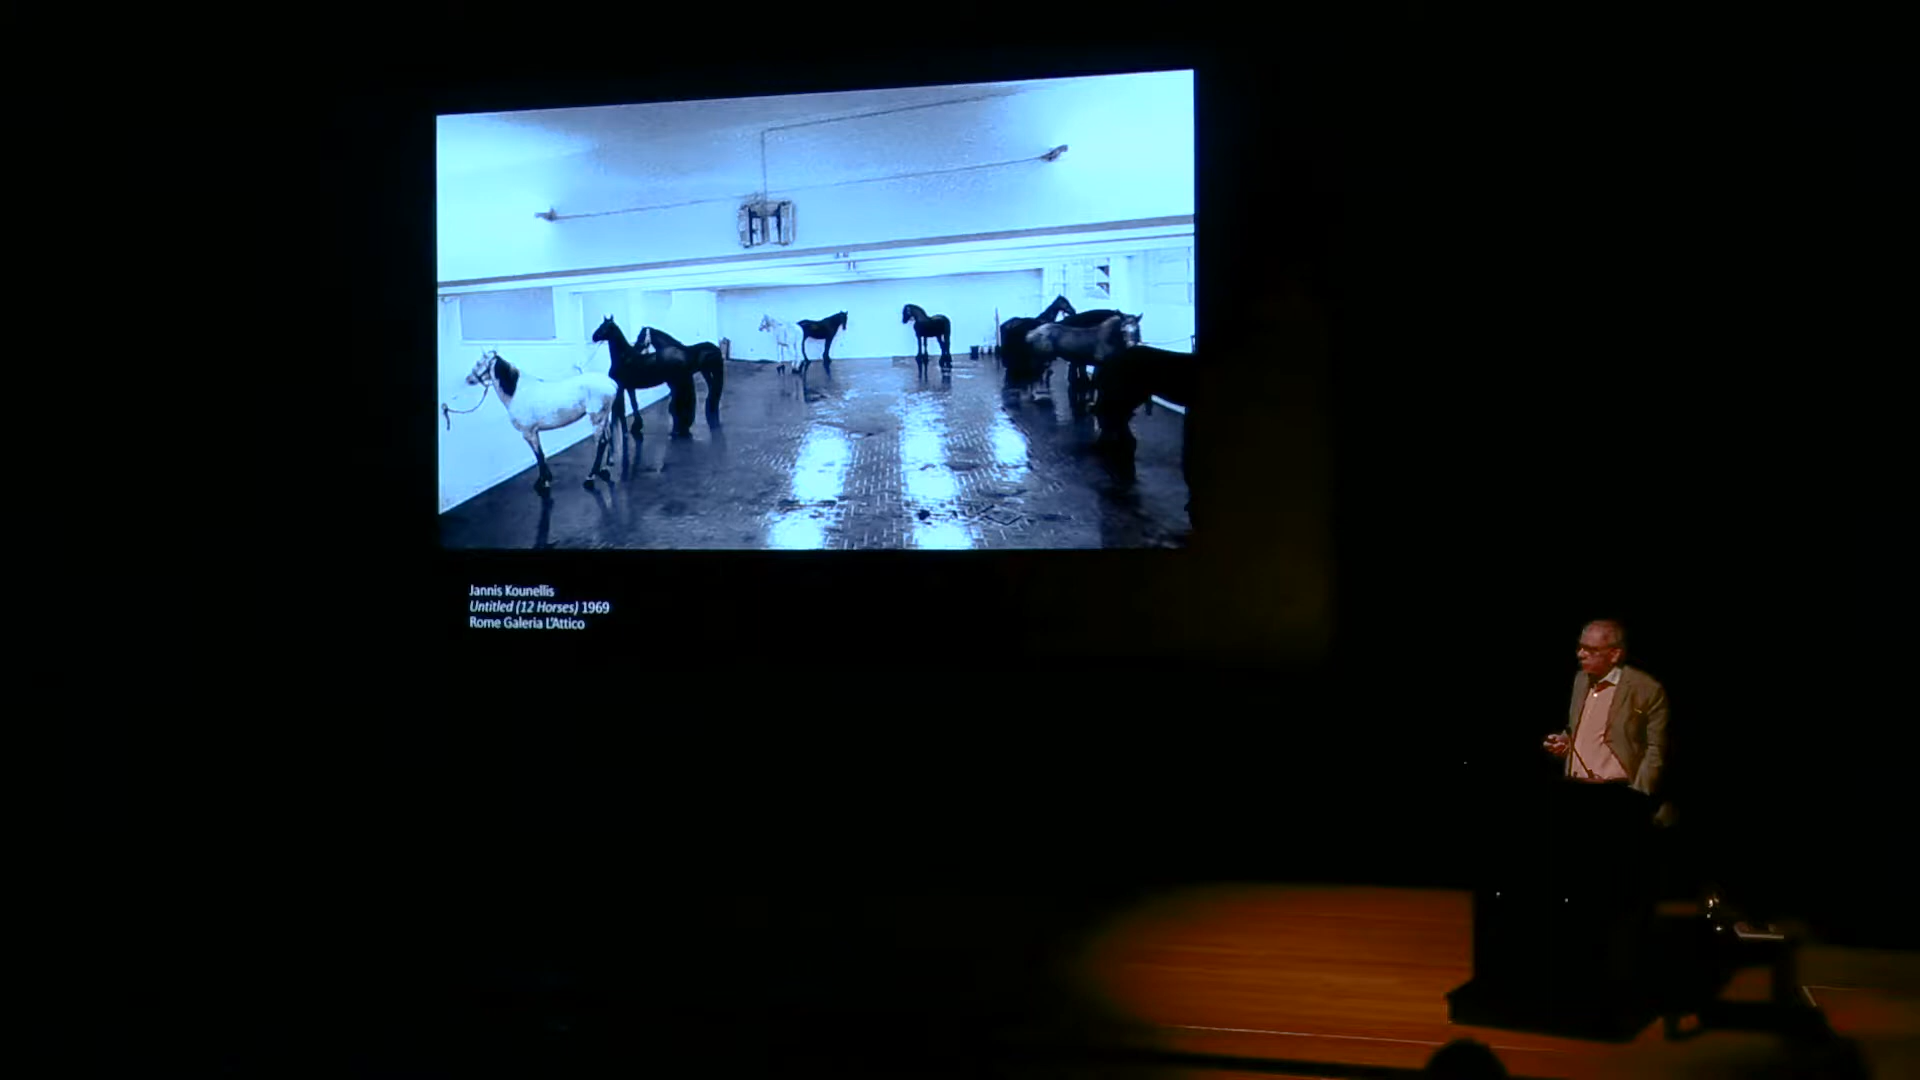 Jannis Kounellis
Untitled (12 Horses) 1969
Rome Galeria L'Attico